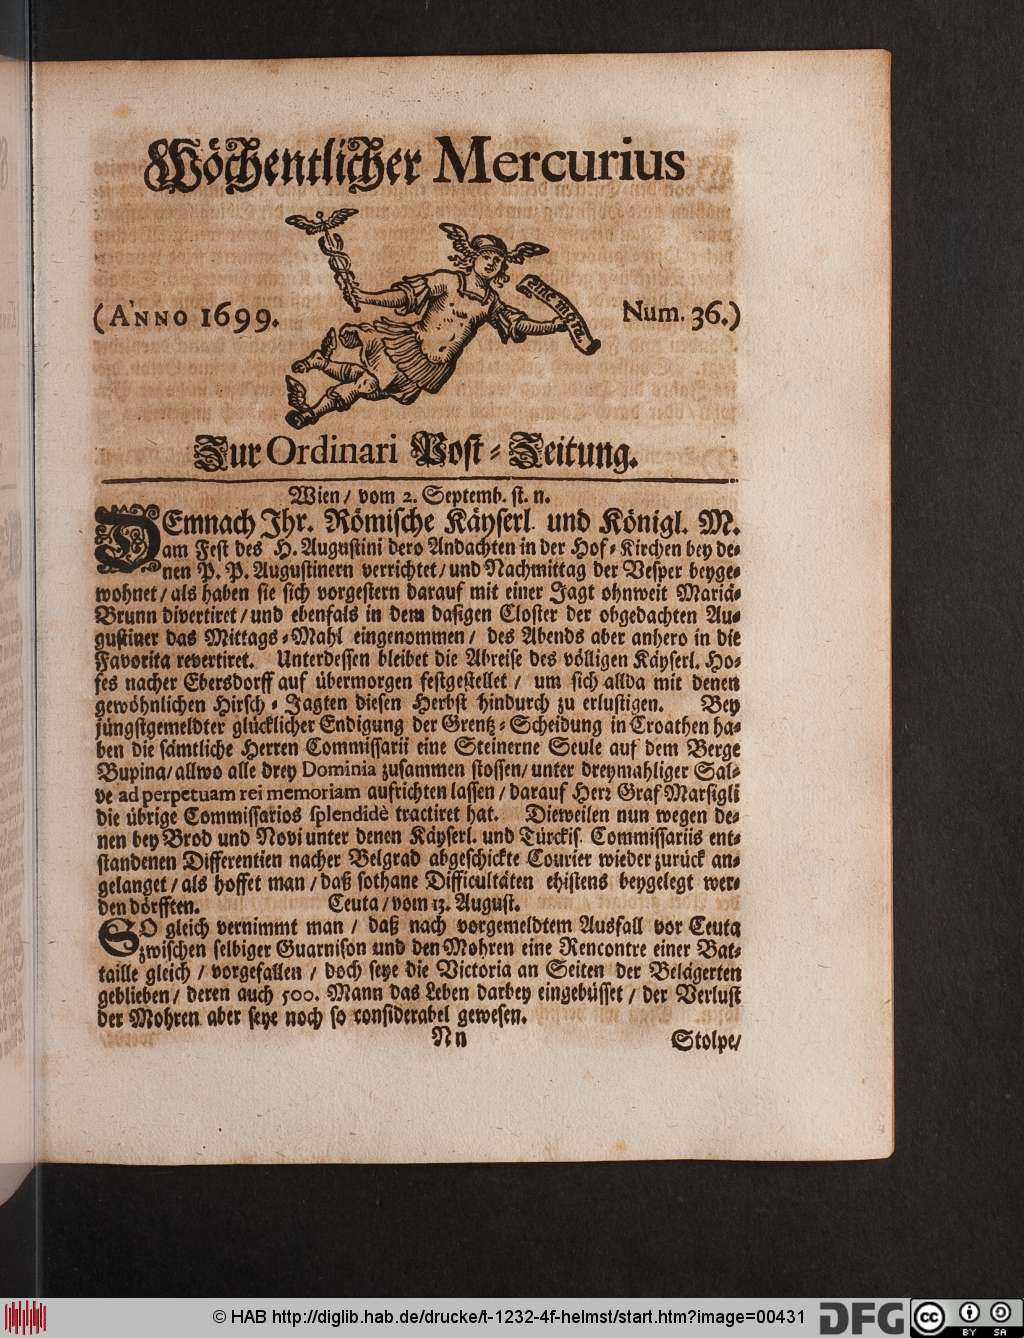 Wöchentlicher Mercurius
sine mora.
(ANNO 1699.
Num. 36.)
Zur Ordinari Post-Zeitung.
Wien / vom 2. Septemb. st. n.
DEmnach Ihr. Römische Käyserl. und Königl. M.
am Fest des H. Augustini dero Andachten in der Hof-Kirchen bey de-
nen P. P. Augustinern verrichtet / und Nachmittag der Vesper beyge-
wohnet / als haben sie sich vorgestern darauf mit einer Jagt ohnweit Mariä-
Brunn divertiret / und ebenfals in dem dasigen Closter der obgedachten Au-
gustiner das Mittags-Mahl eingenommen / des Abends aber anhero in die
Favorita revertiret. Unterdessen bleibet die Abreise des völligen Käyserl. Ho-
fes nacher Ebersdorff auf übermorgen festgestellet / um sich allda mit denen
gewöhnlichen Hirsch-Jagten diesen Herbst hindurch zu erlustigen. Bey
jüngstgemeldter glücklicher Endigung der Grentz-Scheidung in Croathen ha-
ben die sämtliche Herren Commissarii eine Steinerne Seule auf dem Berge
Bupina / allwo alle drey Dominia zusammen stossen / unter dreymahliger Sal-
ve ad perpetuam rei memoriam aufrichten lassen / darauf Herr Graf Marsigli
die übrige Commissarios splendidè tractiret hat. Dieweilen nun wegen de-
nen bey Brod und Novi unter denen Käyserl. und Türckis. Commissariis ent-
standenen Differentien nacher Belgrad abgeschickte Courier wieder zurück an-
gelanget / als hoffet man / daß sothane Difficultäten ehistens beygelegt wer-
den dörfften.
Ceuta / vom 13. August.
SO gleich vernimmt man / daß nach vorgemeldtem Ausfall vor Ceuta
zwischen selbiger Guarnison und den Mohren eine Rencontre einer Bat-
taille gleich / vorgefallen / doch seye die Victoria an Seiten der Belägerten
geblieben / deren auch 500. Mann das Leben darbey eingebüsset / der Verlust
der Mohren aber seye noch so considerabel gewesen.
Nn
Stolpe /
© HAB http://diglib.hab.de/drucke/t-1232-4f-helmst/start.htm?image=00431
DFG
cc
BY SA